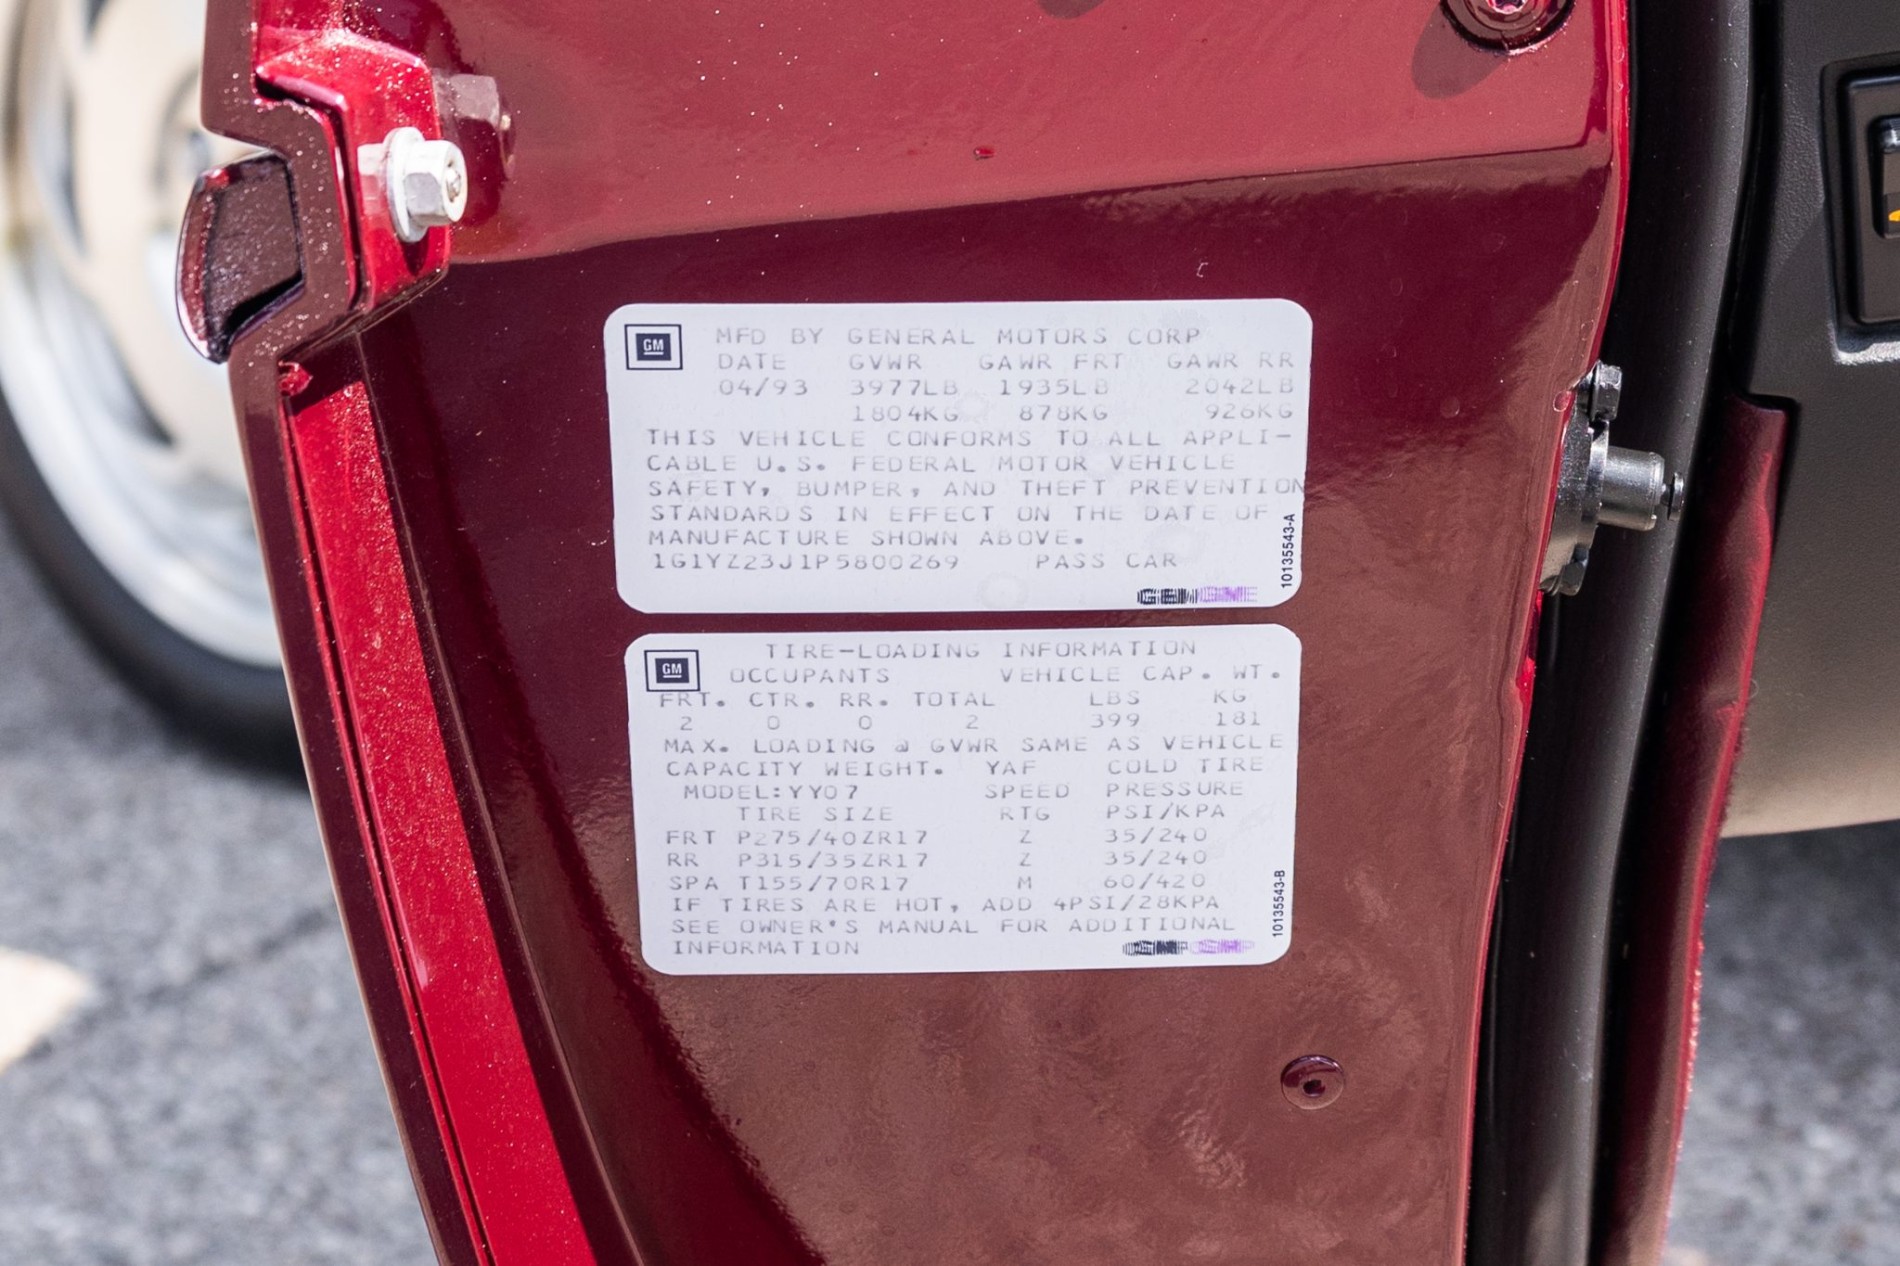 GM
MFD BY GENERAL MOTORS CORP
DATE GVWR GAWR FRT GAWR RR
04/93 3977LB 1935LB 2042LB
1804KG 878KG 926KG
THIS VEHICLE CONFORMS TO ALL APPLI-
CABLE U.S. FEDERAL MOTOR VEHICLE
SAFETY, BUMPER, AND THEFT PREVENTION
STANDARDS IN EFFECT ON THE DATE OF
MANUFACTURE SHOWN ABOVE.
1G1YZ23J1P5800269 PASS CAR
10135543-A
GM
TIRE-LOADING INFORMATION
OCCUPANTS VEHICLE CAP. WT.
FRT. CTR. RR. TOTAL LBS KG
2 0 0 2 399 181
MAX. LOADING @ GVWR SAME AS VEHICLE
CAPACITY WEIGHT. YAF COLD TIRE
MODEL:YY07 SPEED PRESSURE
TIRE SIZE RTG PSI/KPA
FRT P275/40ZR17 Z 35/240
RR P315/35ZR17 Z 35/240
SPA T155/70R17 M 60/420
IF TIRES ARE HOT, ADD 4PSI/28KPA
SEE OWNER'S MANUAL FOR ADDITIONAL
INFORMATION
10135543-B